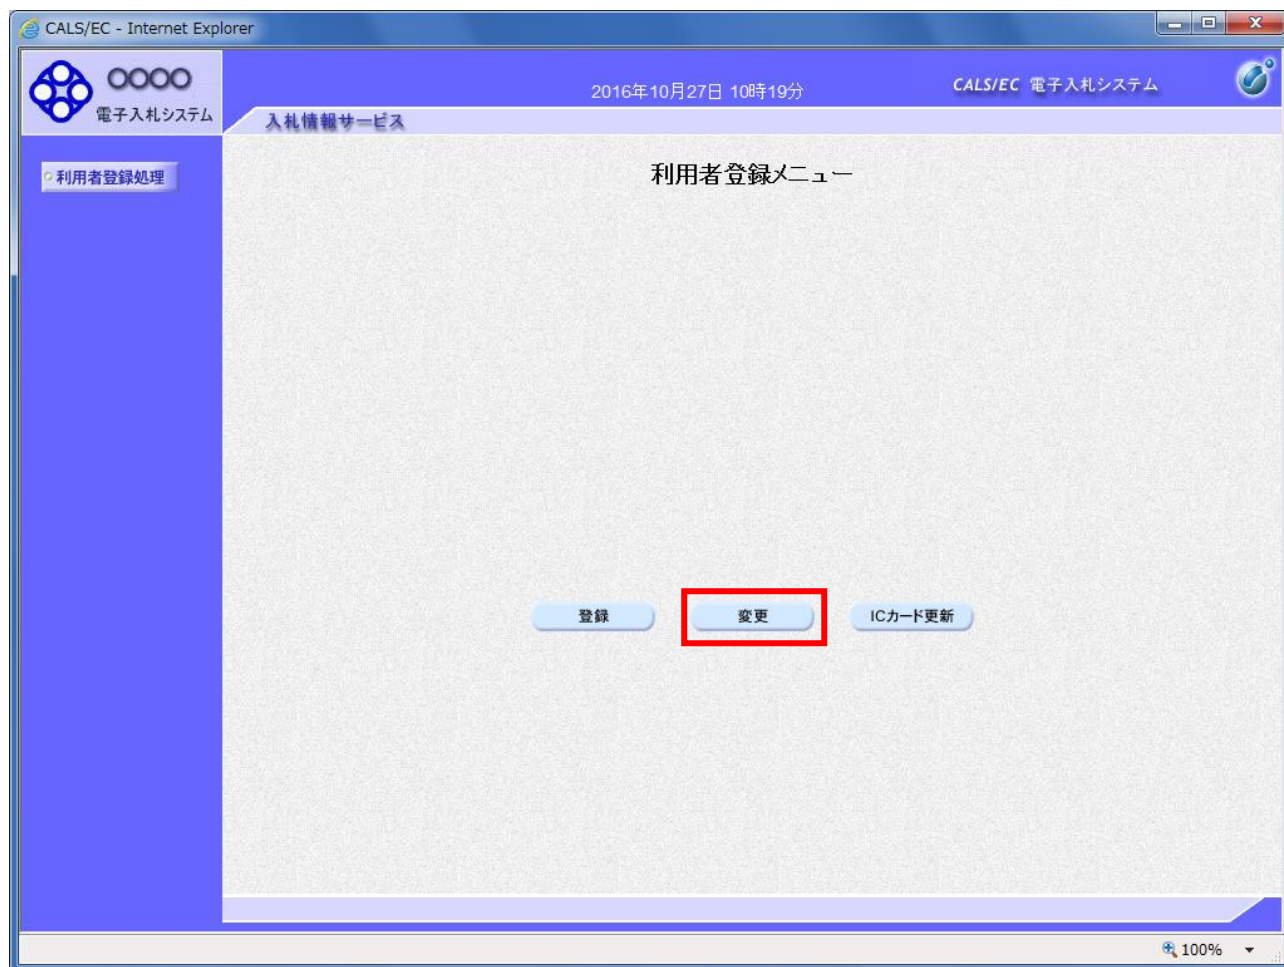 CALS/EC - Internet Explorer
〇〇〇〇
電子入札システム
2016年10月27日 10時19分
CALS/EC 電子入札システム
入札情報サービス
利用者登録処理
利用者登録メニュー
登録
変更
ICカード更新
100%